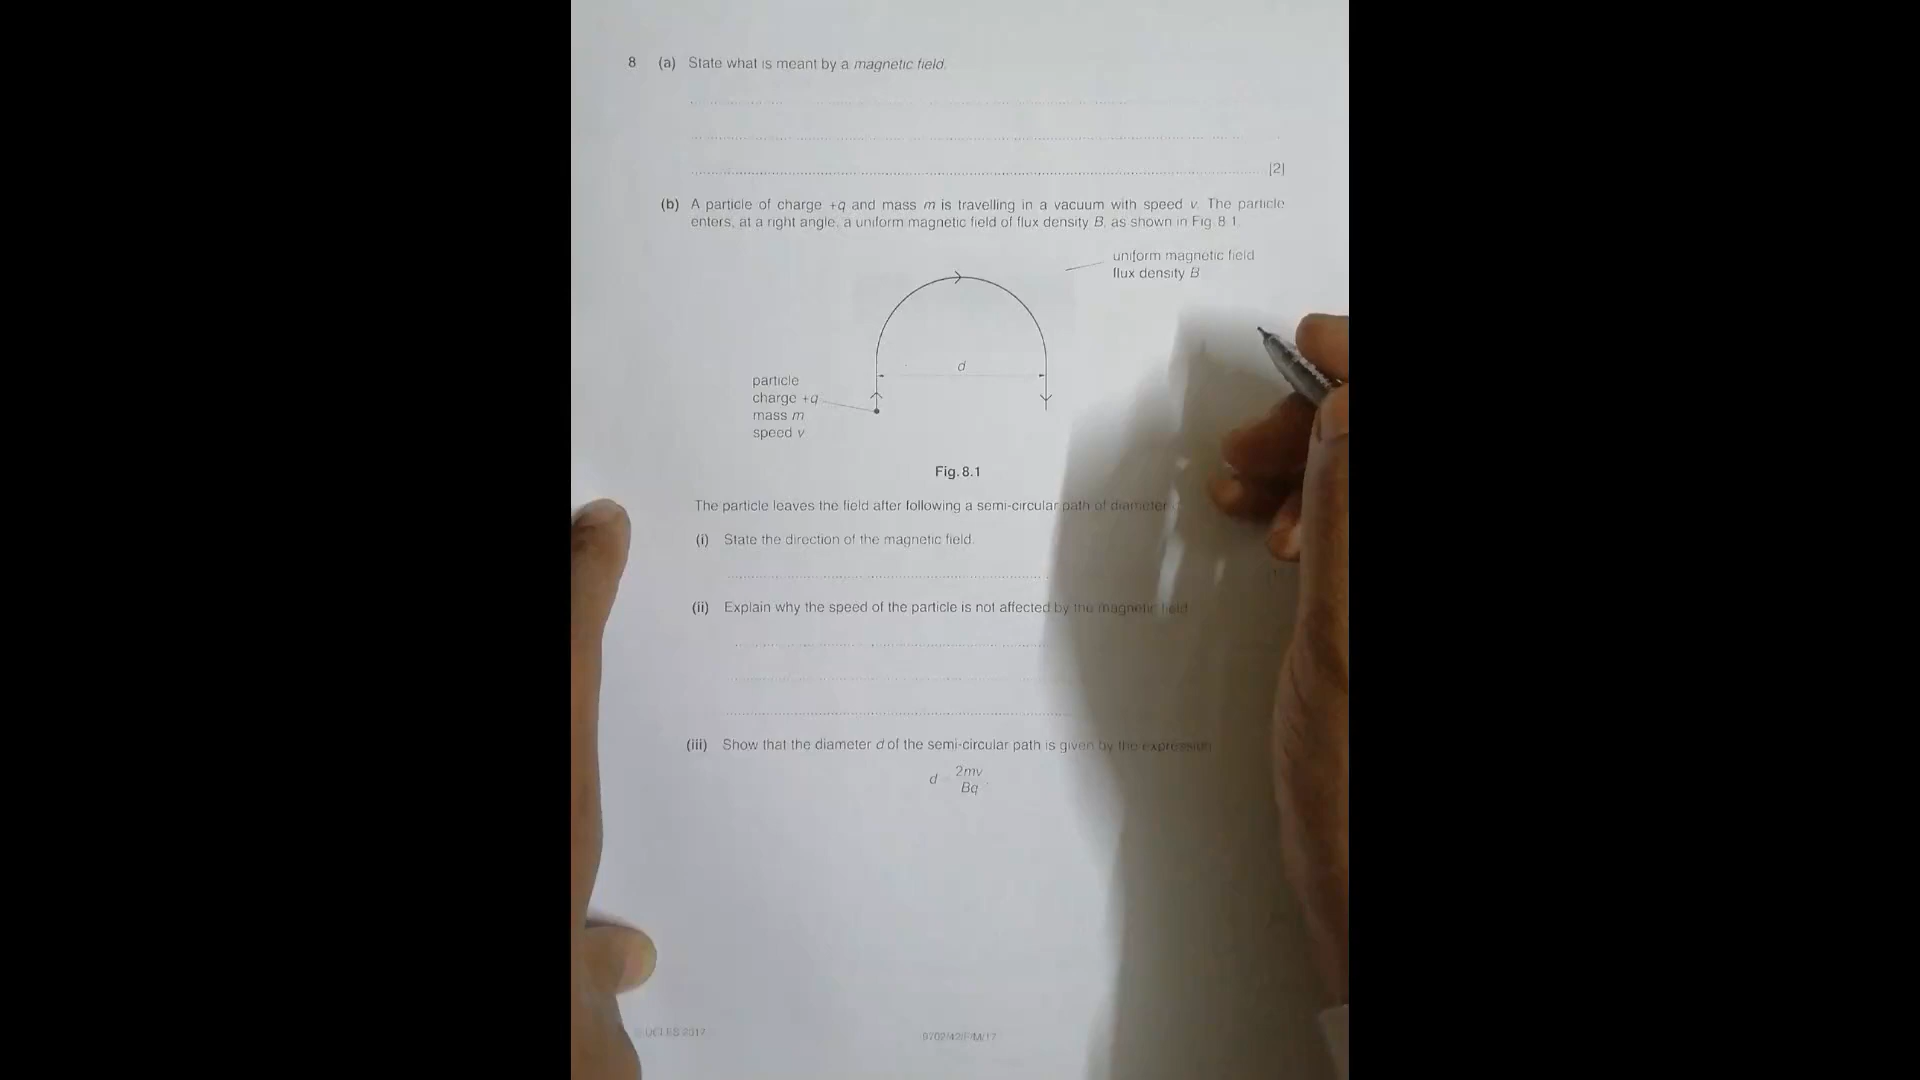 8 (a) State what is meant by a magnetic field.
[2]
(b) A particle of charge +q and mass m is travelling in a vacuum with speed v. The particle
enters, at a right angle, a uniform magnetic field of flux density B, as shown in Fig. 8.1.
uniform magnetic field
flux density B
d
particle
charge +q
mass m
speed v
Fig. 8.1
The particle leaves the field after following a semi-circular path of diameter
(i) State the direction of the magnetic field.
(ii) Explain why the speed of the particle is not affected by the magnetic field
(iii) Show that the diameter d of the semi-circular path is given by the expression
d 2mv
Bq
UCLES 2017
9702/42/F/M/17